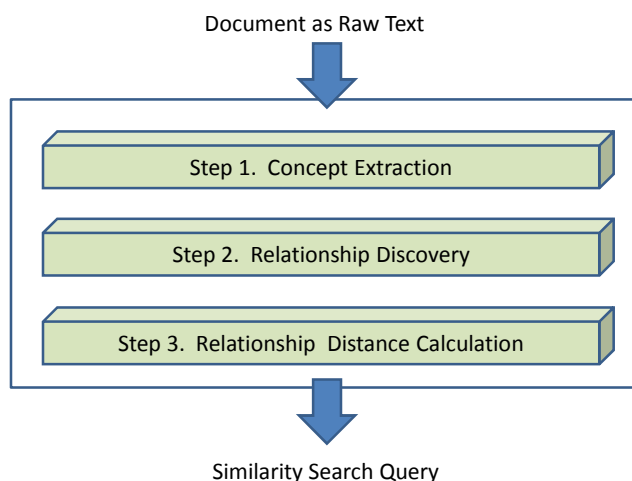 Document as Raw Text
Step 1. Concept Extraction
Step 2. Relationship Discovery
Step 3. Relationship Distance Calculation
Similarity Search Query